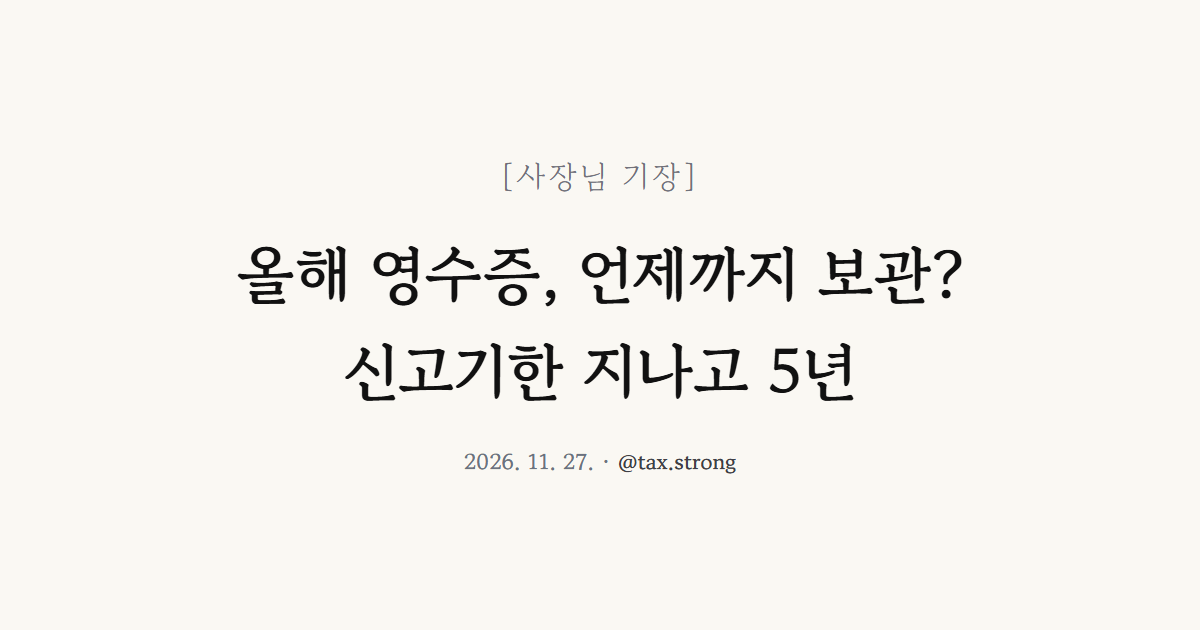 [사장님 기장]
올해 영수증, 언제까지 보관?
신고기한 지나고 5년
2026. 11. 27. · @tax.strong